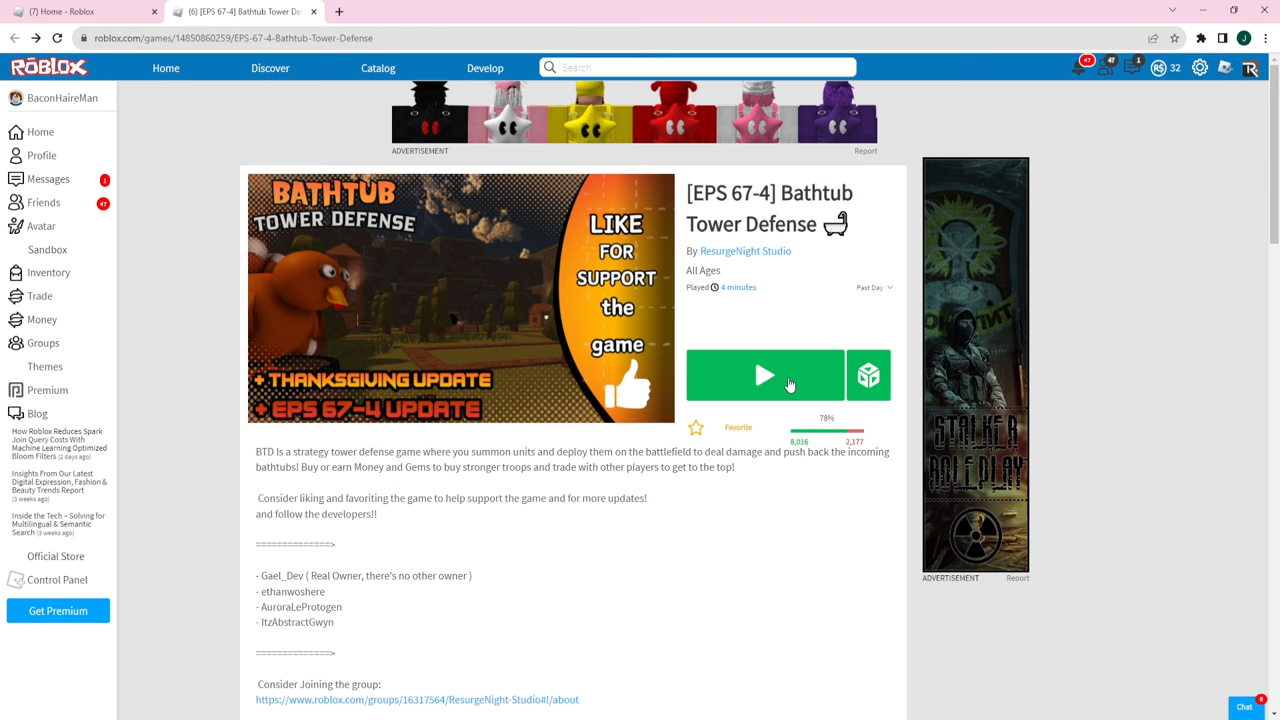 (7) Home - Roblox
(6) [EPS 67-4] Bathtub Tower De
roblox.com/games/14850860259/EPS-67-4-Bathtub-Tower-Defense
J
ROBLOX
Home
Discover
Catalog
Develop
Search
47
47
1
32
BaconHaireMan
Home
Profile
Messages
1
Friends
47
Avatar
Sandbox
Inventory
Trade
Money
Groups
Themes
Premium
Blog
How Roblox Reduces Spark
Join Query Costs With
Machine Learning Optimized
Bloom Filters (2 days ago)
Insights From Our Latest
Digital Expression, Fashion &
Beauty Trends Report
(3 weeks ago)
Inside the Tech – Solving for
Multilingual & Semantic
Search (3 weeks ago)
Official Store
Control Panel
Get Premium
ADVERTISEMENT
Report
BATHTUB
TOWER DEFENSE
LIKE
FOR
SUPPORT
the
game
+ THANKSGIVING UPDATE
+ EPS 67-4 UPDATE
[EPS 67-4] Bathtub
Tower Defense
By ResurgeNight Studio
All Ages
Played 4 minutes
Past Day
Favorite
78%
8,016
2,177
BTD Is a strategy tower defense game where you summon units and deploy them on the battlefield to deal damage and push back the incoming
bathtubs! Buy or earn Money and Gems to buy stronger troops and trade with other players to get to the top!
Consider liking and favoriting the game to help support the game and for more updates!
and follow the developers!!
==============>
- Gael_Dev ( Real Owner, there's no other owner )
- ethanwoshere
- AuroraLeProtogen
- ItzAbstractGwyn
==============>
Consider Joining the group:
https://www.roblox.com/groups/16317564/ResurgeNight-Studio#!/about
STALKER
ROLEPLAY
ADVERTISEMENT
Report
Chat
6